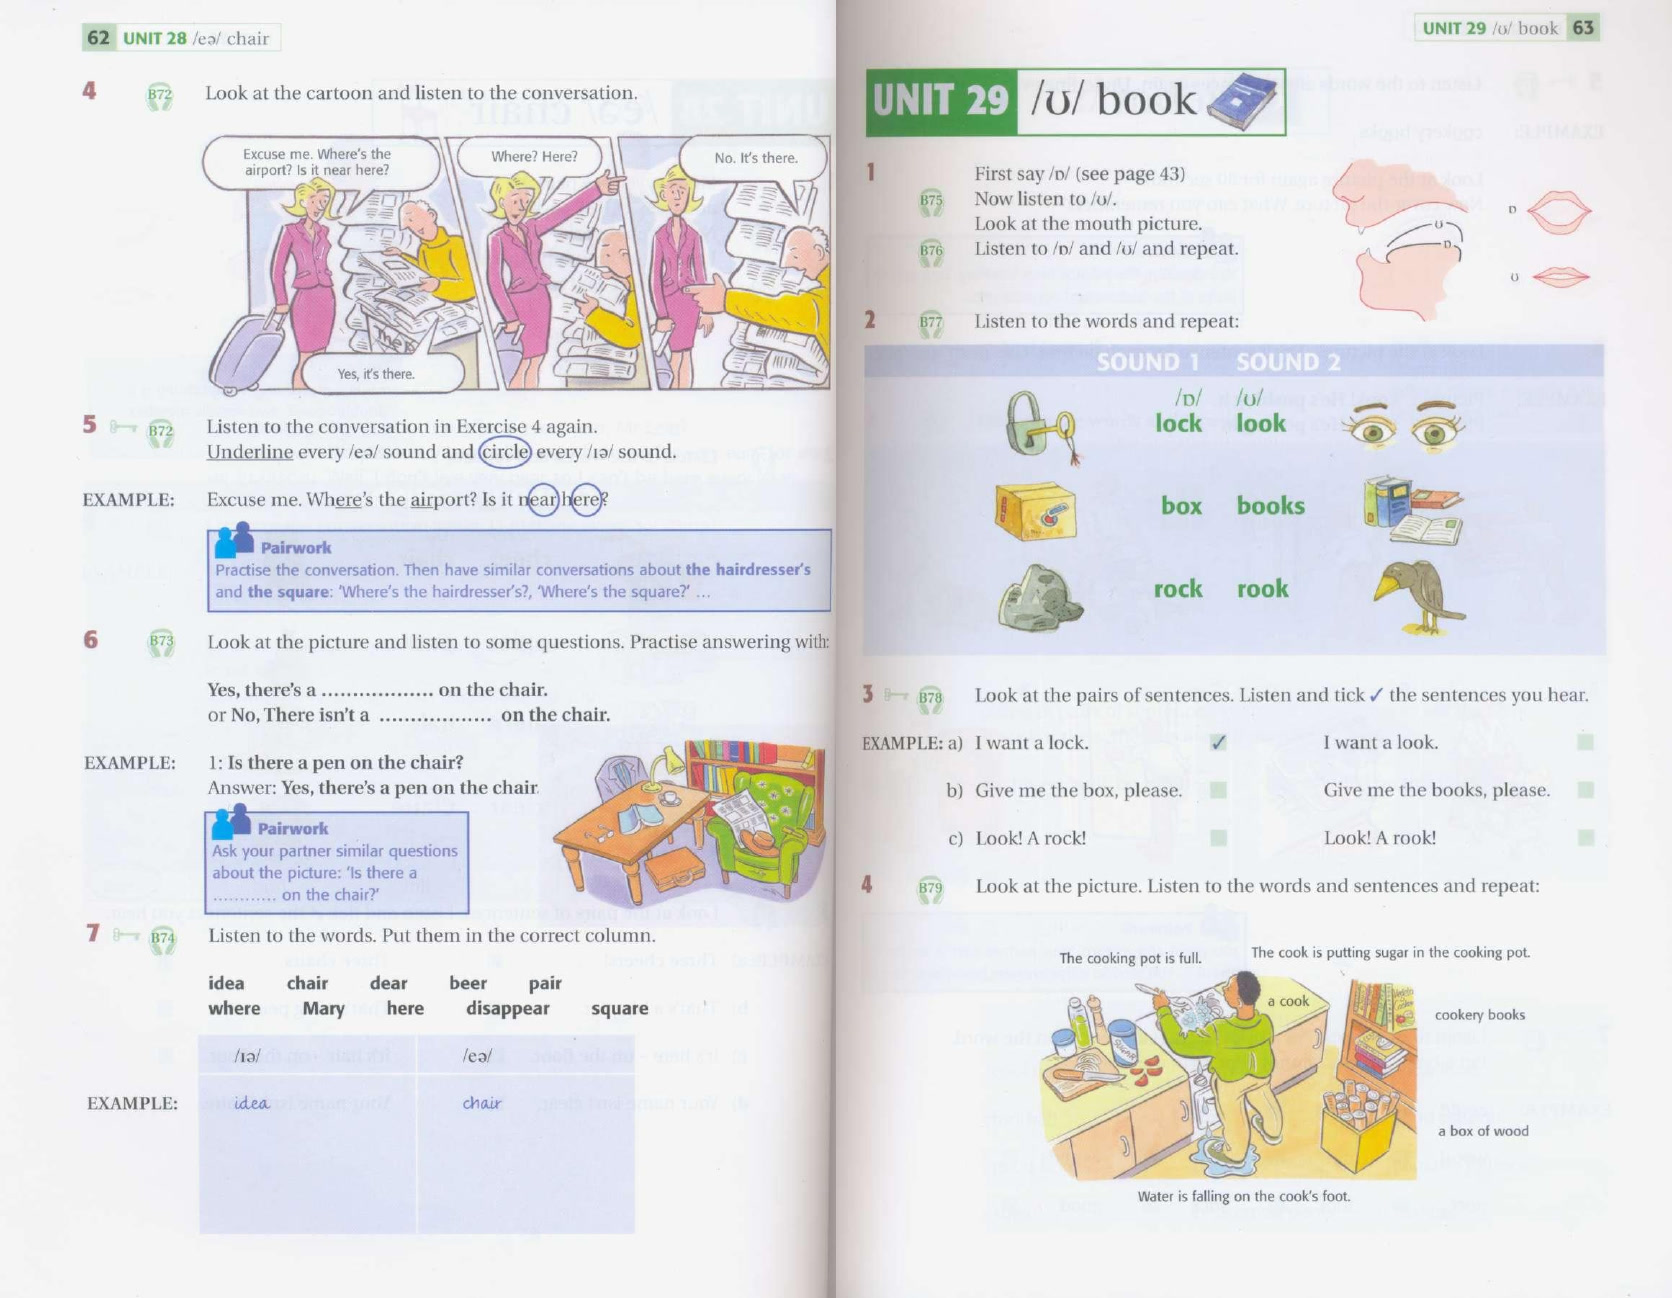 62 UNIT 28 /eə/ chair
4 B72 Look at the cartoon and listen to the conversation.
Excuse me. Where's the
airport? Is it near here?
Where? Here?
No. It's there.
Yes, it's there.
5 B72 Listen to the conversation in Exercise 4 again.
Underline every /eə/ sound and circle every /ɪə/ sound.
EXAMPLE: Excuse me. Where's the airport? Is it near here?
Pairwork
Practise the conversation. Then have similar conversations about the hairdresser's
and the square: 'Where's the hairdresser's?, 'Where's the square?' ...
6 B73 Look at the picture and listen to some questions. Practise answering with:
Yes, there's a .................. on the chair.
or No, There isn't a .................. on the chair.
EXAMPLE: 1: Is there a pen on the chair?
Answer: Yes, there's a pen on the chair.
Pairwork
Ask your partner similar questions
about the picture: 'Is there a
............ on the chair?'
7 B74 Listen to the words. Put them in the correct column.
idea chair dear beer pair
where Mary here disappear square
/ɪə/ /eə/
EXAMPLE: idea chair
UNIT 29 /ʊ/ book 63
UNIT 29 /ʊ/ book
1 First say /ɒ/ (see page 43)
B75 Now listen to /ʊ/.
Look at the mouth picture.
B76 Listen to /ɒ/ and /ʊ/ and repeat.
ɒ
ʊ
ʊ
ɒ
2 B77 Listen to the words and repeat:
SOUND 1 SOUND 2
/ɒ/ /ʊ/
lock look
box books
rock rook
3 B78 Look at the pairs of sentences. Listen and tick ✓ the sentences you hear.
EXAMPLE: a) I want a lock. ✓ I want a look.
b) Give me the box, please. Give me the books, please.
c) Look! A rock! Look! A rook!
4 B79 Look at the picture. Listen to the words and sentences and repeat:
The cooking pot is full.
The cook is putting sugar in the cooking pot.
a cook
cookery books
a box of wood
Water is falling on the cook's foot.